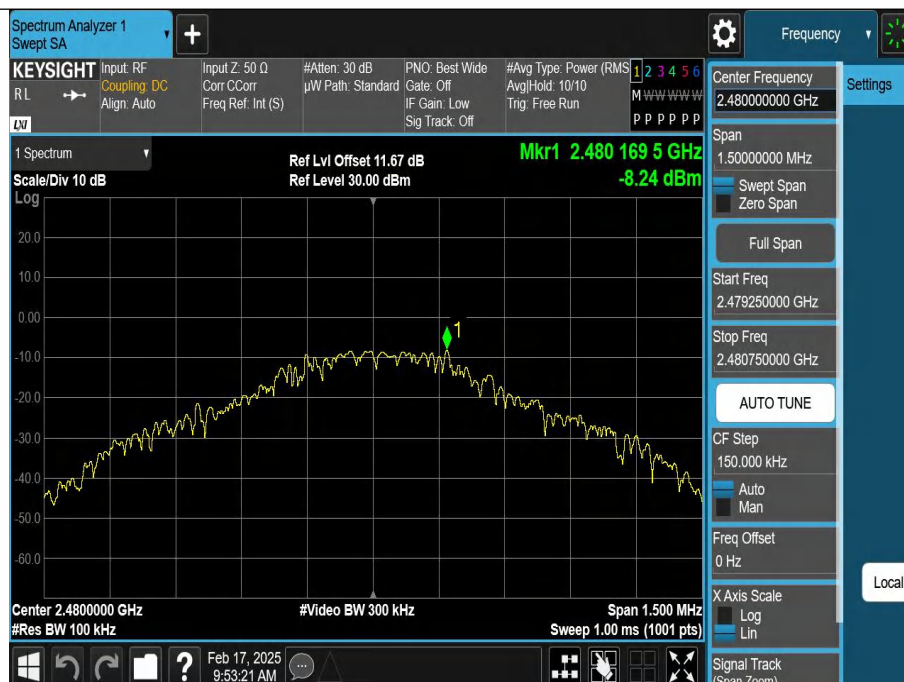 Spectrum Analyzer 1
Swept SA
Frequency
KEYSIGHT
RL
LXI
Input: RF
Coupling: DC
Align: Auto
Input Z: 50 Ω
Corr CCorr
Freq Ref: Int (S)
#Atten: 30 dB
µW Path: Standard
PNO: Best Wide
Gate: Off
IF Gain: Low
Sig Track: Off
#Avg Type: Power (RMS
Avg|Hold: 10/10
Trig: Free Run
1 2 3 4 5 6
M W W W W W
P P P P P P
1 Spectrum
Scale/Div 10 dB
Log
Ref Lvl Offset 11.67 dB
Ref Level 30.00 dBm
Mkr1 2.480 169 5 GHz
-8.24 dBm
20.0
10.0
0.00
1
-10.0
-20.0
-30.0
-40.0
-50.0
-60.0
Center 2.4800000 GHz
#Video BW 300 kHz
Span 1.500 MHz
#Res BW 100 kHz
Sweep 1.00 ms (1001 pts)
Feb 17, 2025
9:53:21 AM
Center Frequency
2.480000000 GHz
Span
1.50000000 MHz
Swept Span
Zero Span
Full Span
Start Freq
2.479250000 GHz
Stop Freq
2.480750000 GHz
AUTO TUNE
CF Step
150.000 kHz
Auto
Man
Freq Offset
0 Hz
X Axis Scale
Log
Lin
Signal Track
(Span Zoom)
Settings
Local